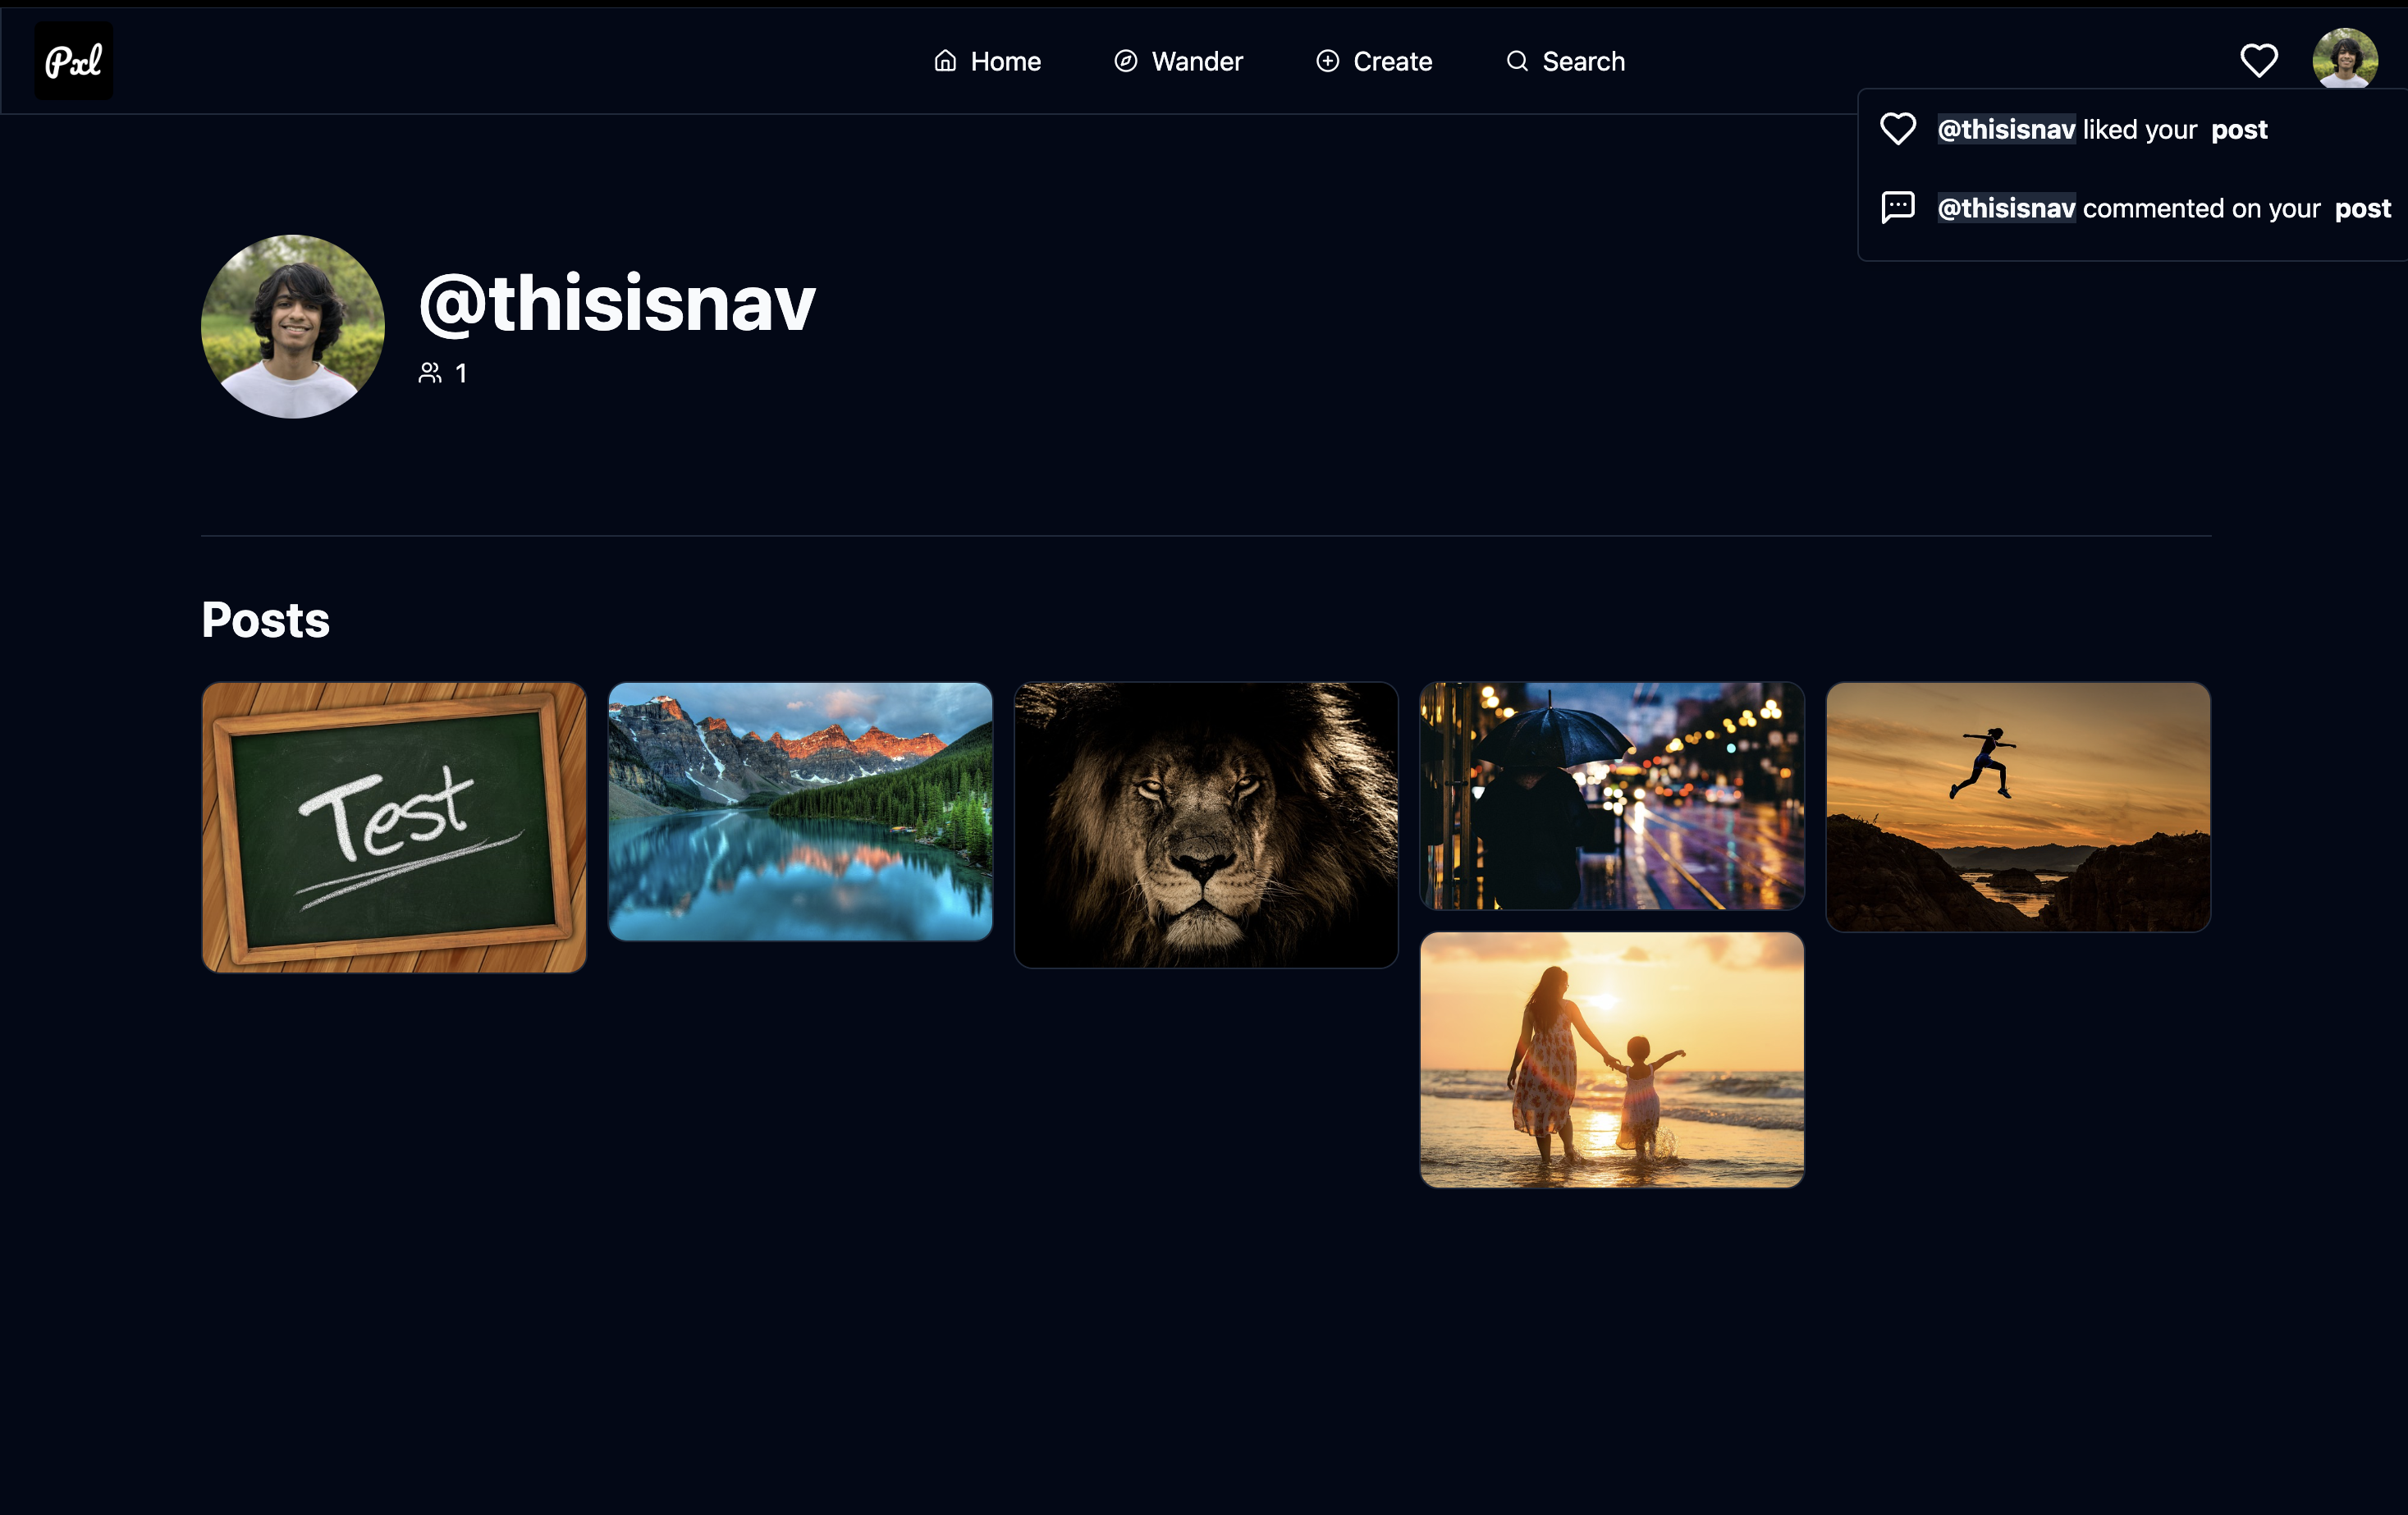 Pxl
Home
Wander
Create
Search
@thisisnav liked your post
@thisisnav commented on your post
@thisisnav
1
Posts
Test